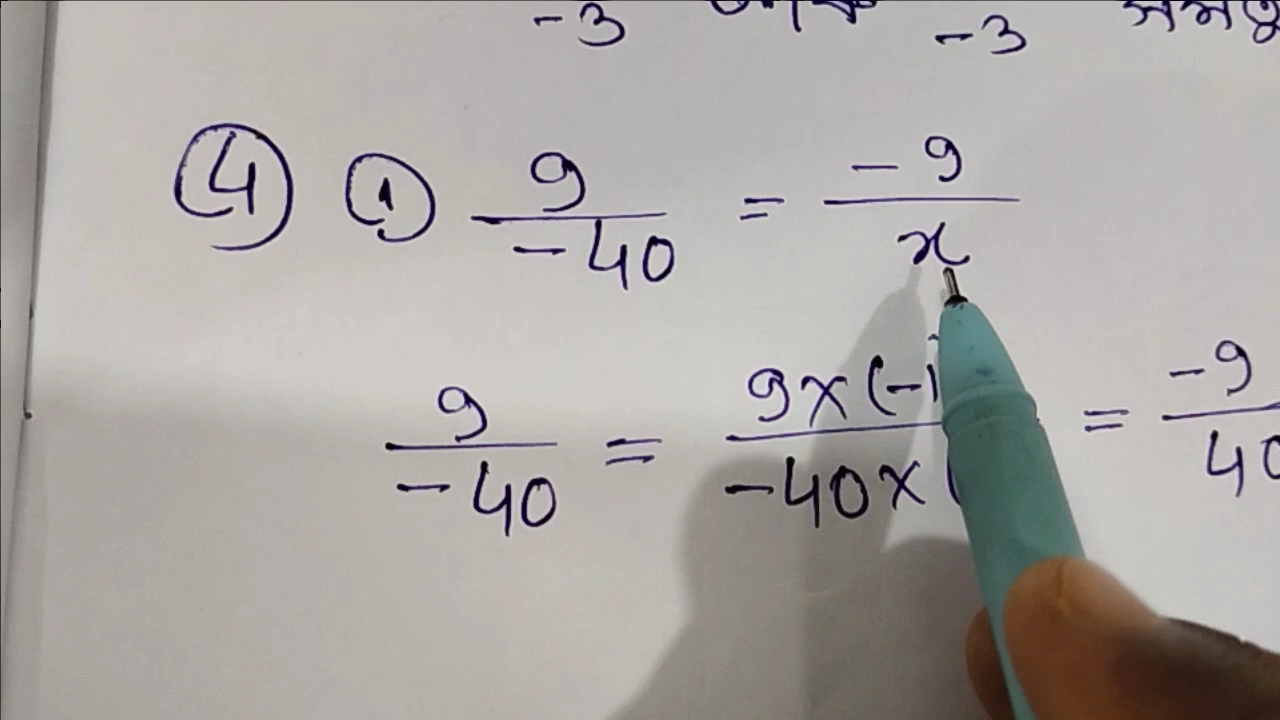 -3 -3
④ ① 9/-40 = -9/x
9/-40 = 9×(-1/-40×( = -9/40